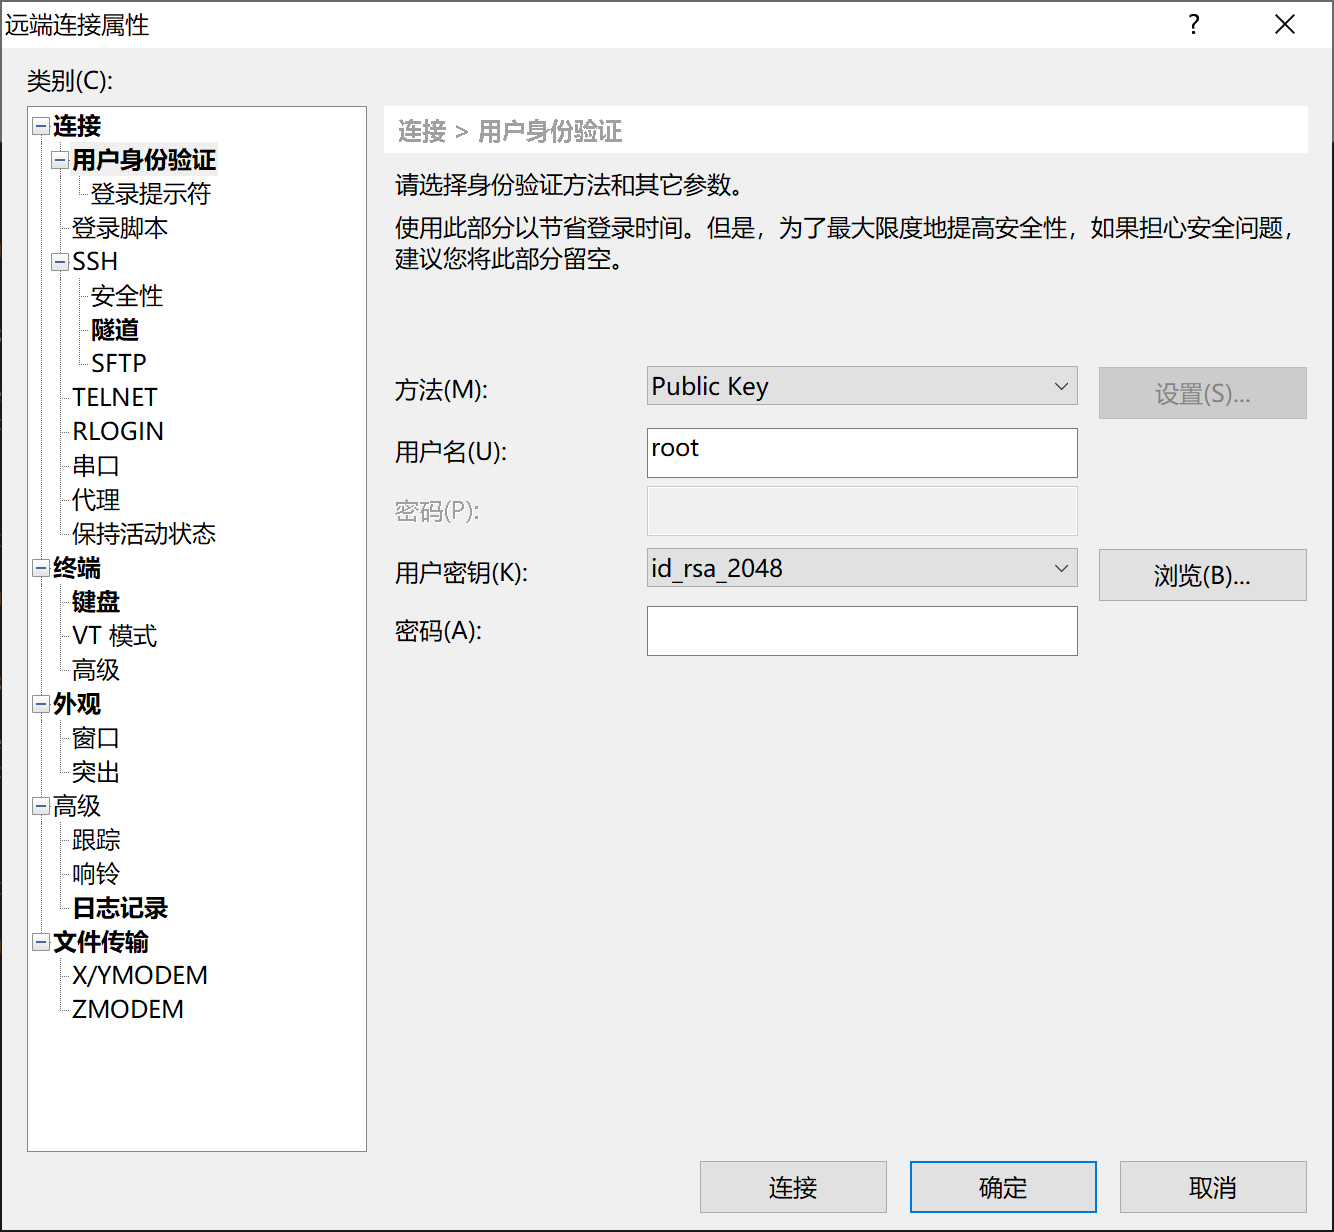 远端连接属性
?
类别(C):
连接
用户身份验证
登录提示符
登录脚本
SSH
安全性
隧道
SFTP
TELNET
RLOGIN
串口
代理
保持活动状态
终端
键盘
VT 模式
高级
外观
窗口
突出
高级
跟踪
响铃
日志记录
文件传输
X/YMODEM
ZMODEM
连接 > 用户身份验证
请选择身份验证方法和其它参数。
使用此部分以节省登录时间。但是，为了最大限度地提高安全性，如果担心安全问题，
建议您将此部分留空。
方法(M):
Public Key
设置(S)...
用户名(U):
root
密码(P):
用户密钥(K):
id_rsa_2048
浏览(B)...
密码(A):
连接
确定
取消